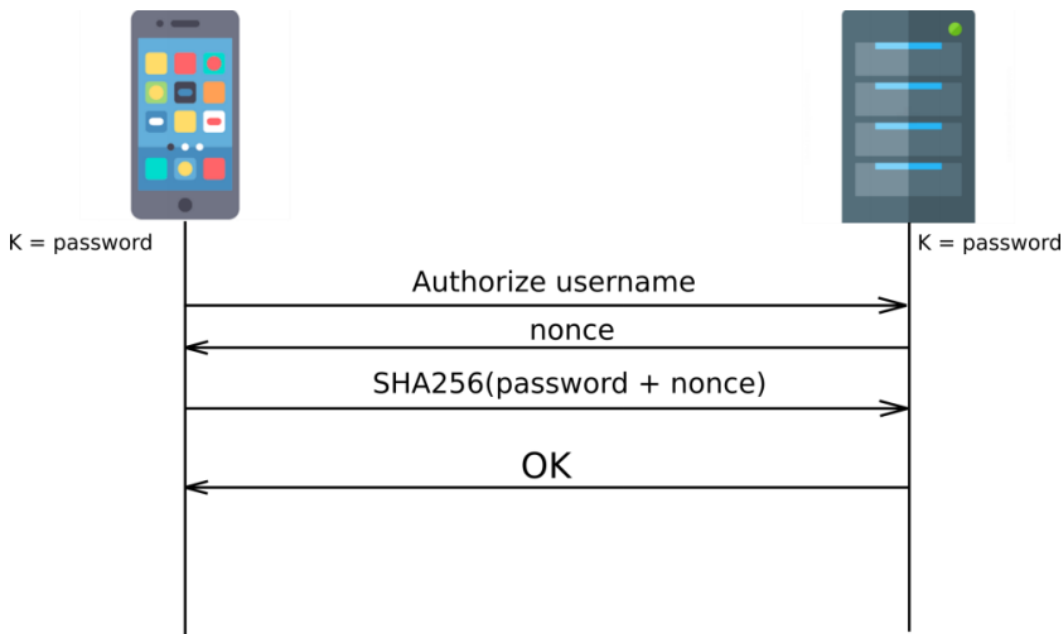 K = password
K = password
Authorize username
nonce
SHA256(password + nonce)
OK